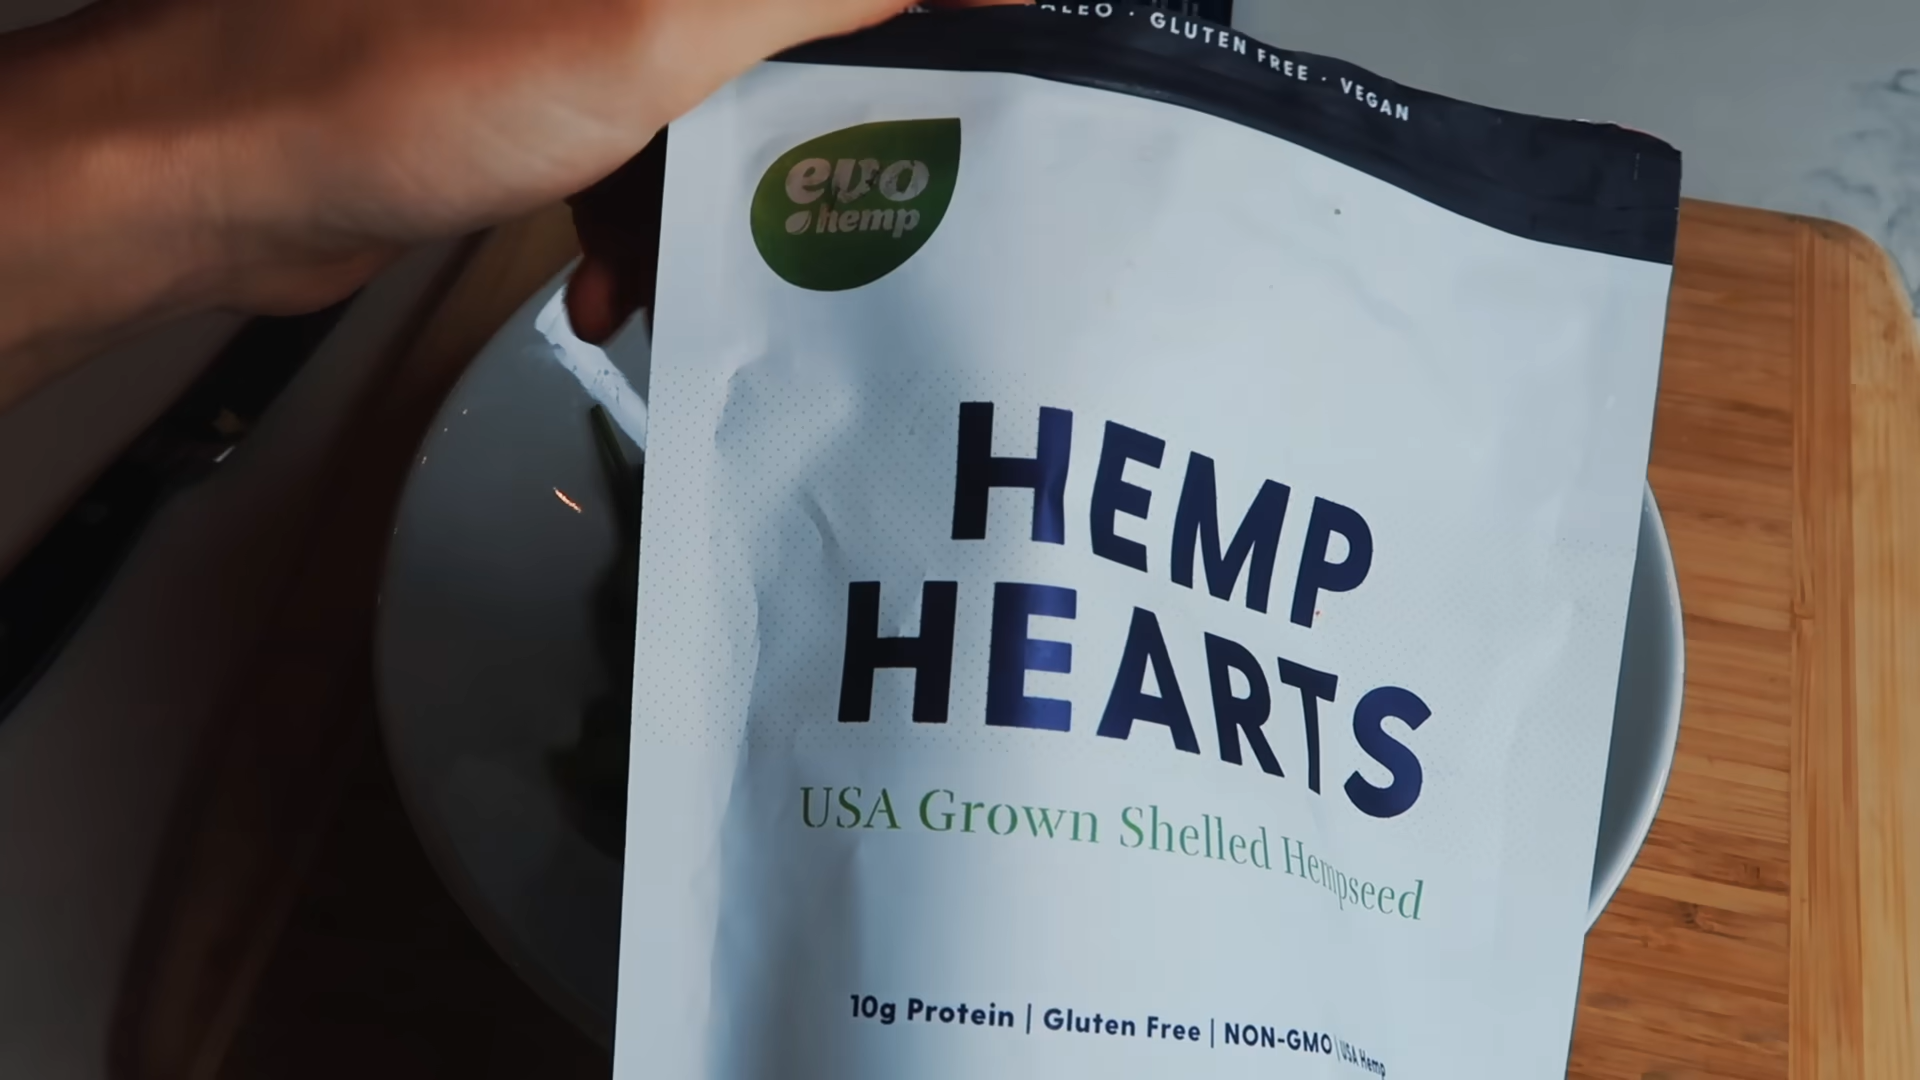 GLUTEN FREE · VEGAN
evo
hemp
HEMP
HEARTS
USA Grown Shelled Hempseed
10g Protein | Gluten Free | NON-GMO | USA Hemp